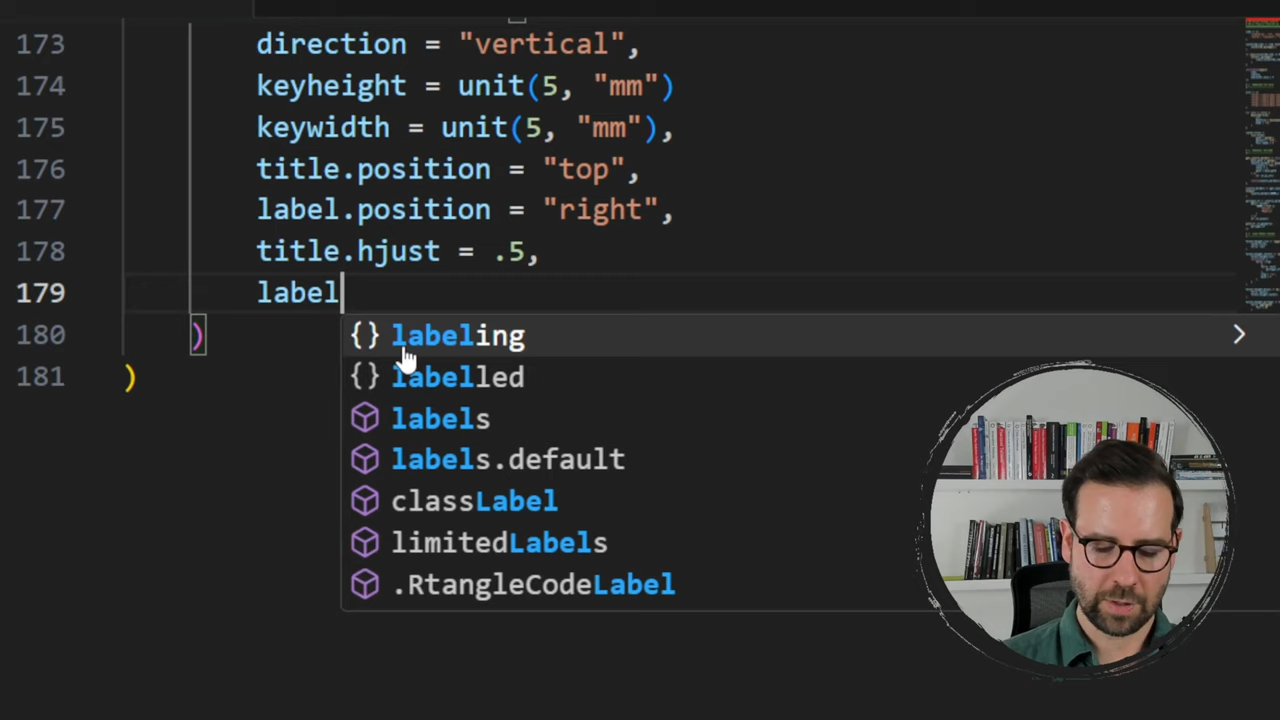 173 direction = "vertical",
174 keyheight = unit(5, "mm")
175 keywidth = unit(5, "mm"),
176 title.position = "top",
177 label.position = "right",
178 title.hjust = .5,
179 label
180 )
{} labeling
181 )
{} labelled
labels
labels.default
classLabel
limitedLabels
.RtangleCodeLabel